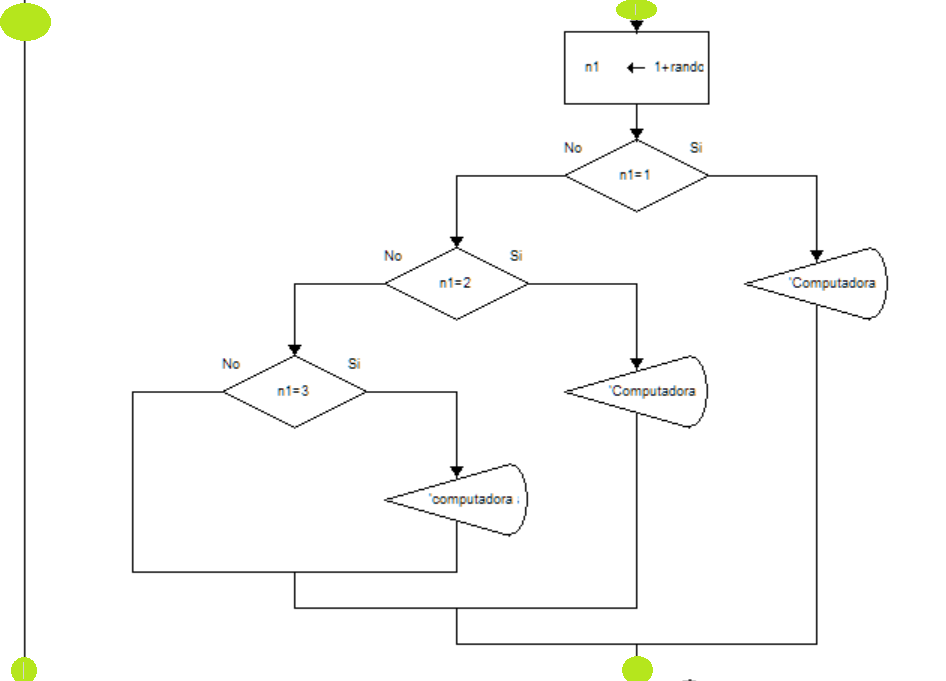 n1 ← 1+rando
No Si
n1=1
No Si
n1=2
'Computadora
No Si
n1=3
'Computadora
'computadora